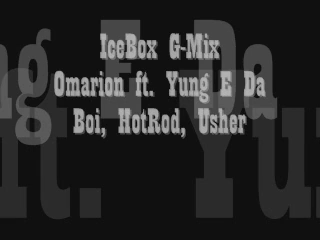 IceBox G-Mix
Omarion ft. Yung E Da
Boi, HotRod, Usher